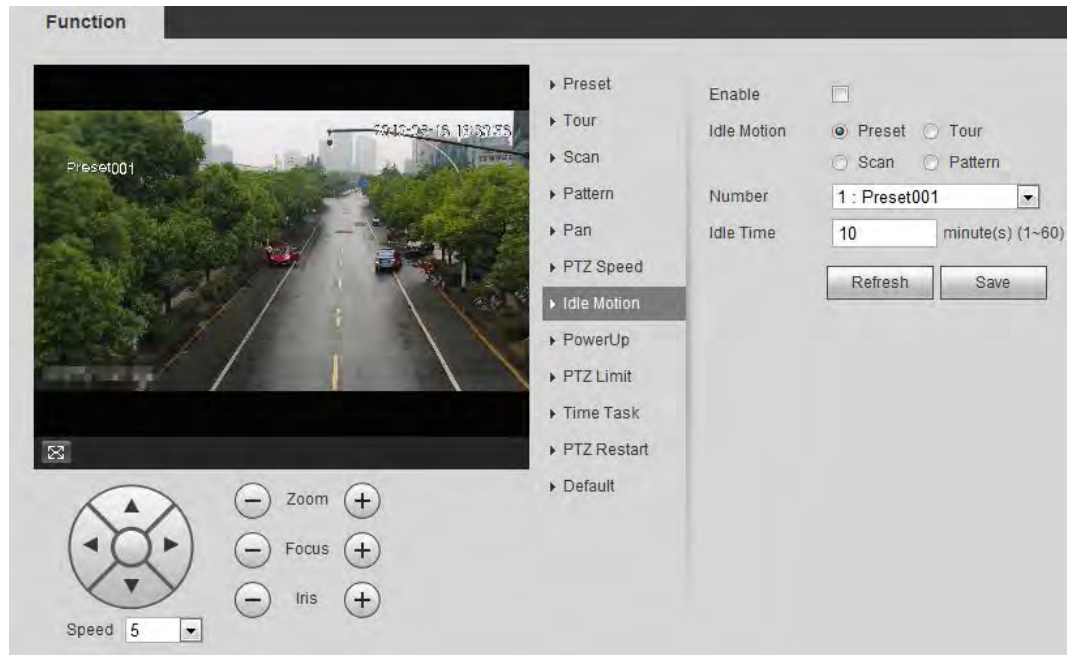 Function
Preset001
Preset
Tour
Scan
Pattern
Pan
PTZ Speed
Idle Motion
PowerUp
PTZ Limit
Time Task
PTZ Restart
Default
Enable
Idle Motion Preset Tour
Scan Pattern
Number 1 : Preset001
Idle Time 10 minute(s) (1~60)
Refresh Save
Zoom
Focus
Iris
Speed 5